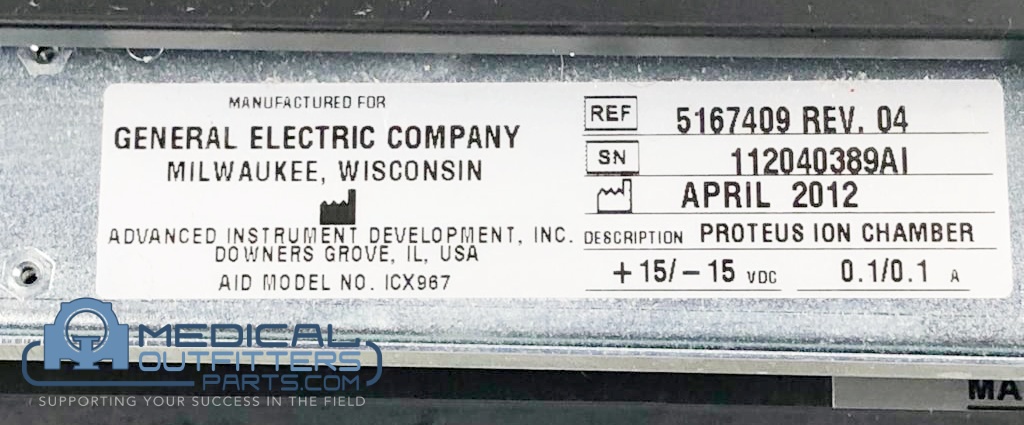 MANUFACTURED FOR
GENERAL ELECTRIC COMPANY
MILWAUKEE, WISCONSIN
ADVANCED INSTRUMENT DEVELOPMENT, INC.
DOWNERS GROVE, IL, USA
AID MODEL NO. ICX967
REF 5167409 REV. 04
SN 112040389AI
APRIL 2012
DESCRIPTION PROTEUS ION CHAMBER
+15/-15 VDC 0.1/0.1 A
MEDICAL
OUTFITTERS
PARTS.COM
SUPPORTING YOUR SUCCESS IN THE FIELD
MA